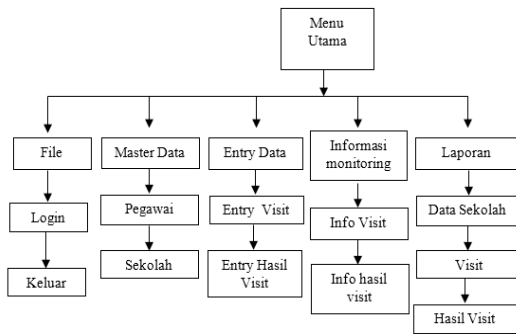 Menu
Utama
File
Master Data
Entry Data
Informasi
monitoring
Laporan
Login
Pegawai
Entry Visit
Info Visit
Data Sekolah
Keluar
Sekolah
Entry Hasil
Visit
Info hasil
visit
Visit
Hasil Visit